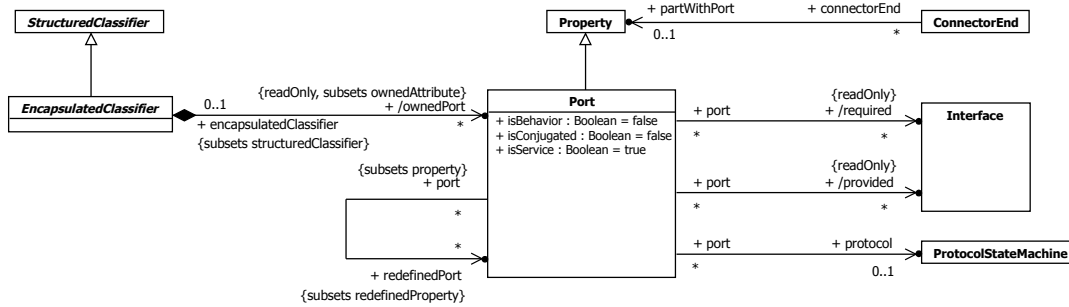 StructuredClassifier
Property
+ partWithPort
+ connectorEnd
ConnectorEnd
0..1
*
EncapsulatedClassifier
0..1
{readOnly, subsets ownedAttribute}
+ /ownedPort
+ encapsulatedClassifier
*
{subsets structuredClassifier}
Port
+ isBehavior : Boolean = false
+ isConjugated : Boolean = false
+ isService : Boolean = true
{subsets property}
+ port
*
*
+ redefinedPort
{subsets redefinedProperty}
+ port
{readOnly}
+ /required
*
*
Interface
+ port
{readOnly}
+ /provided
*
*
+ port
+ protocol
*
0..1
ProtocolStateMachine